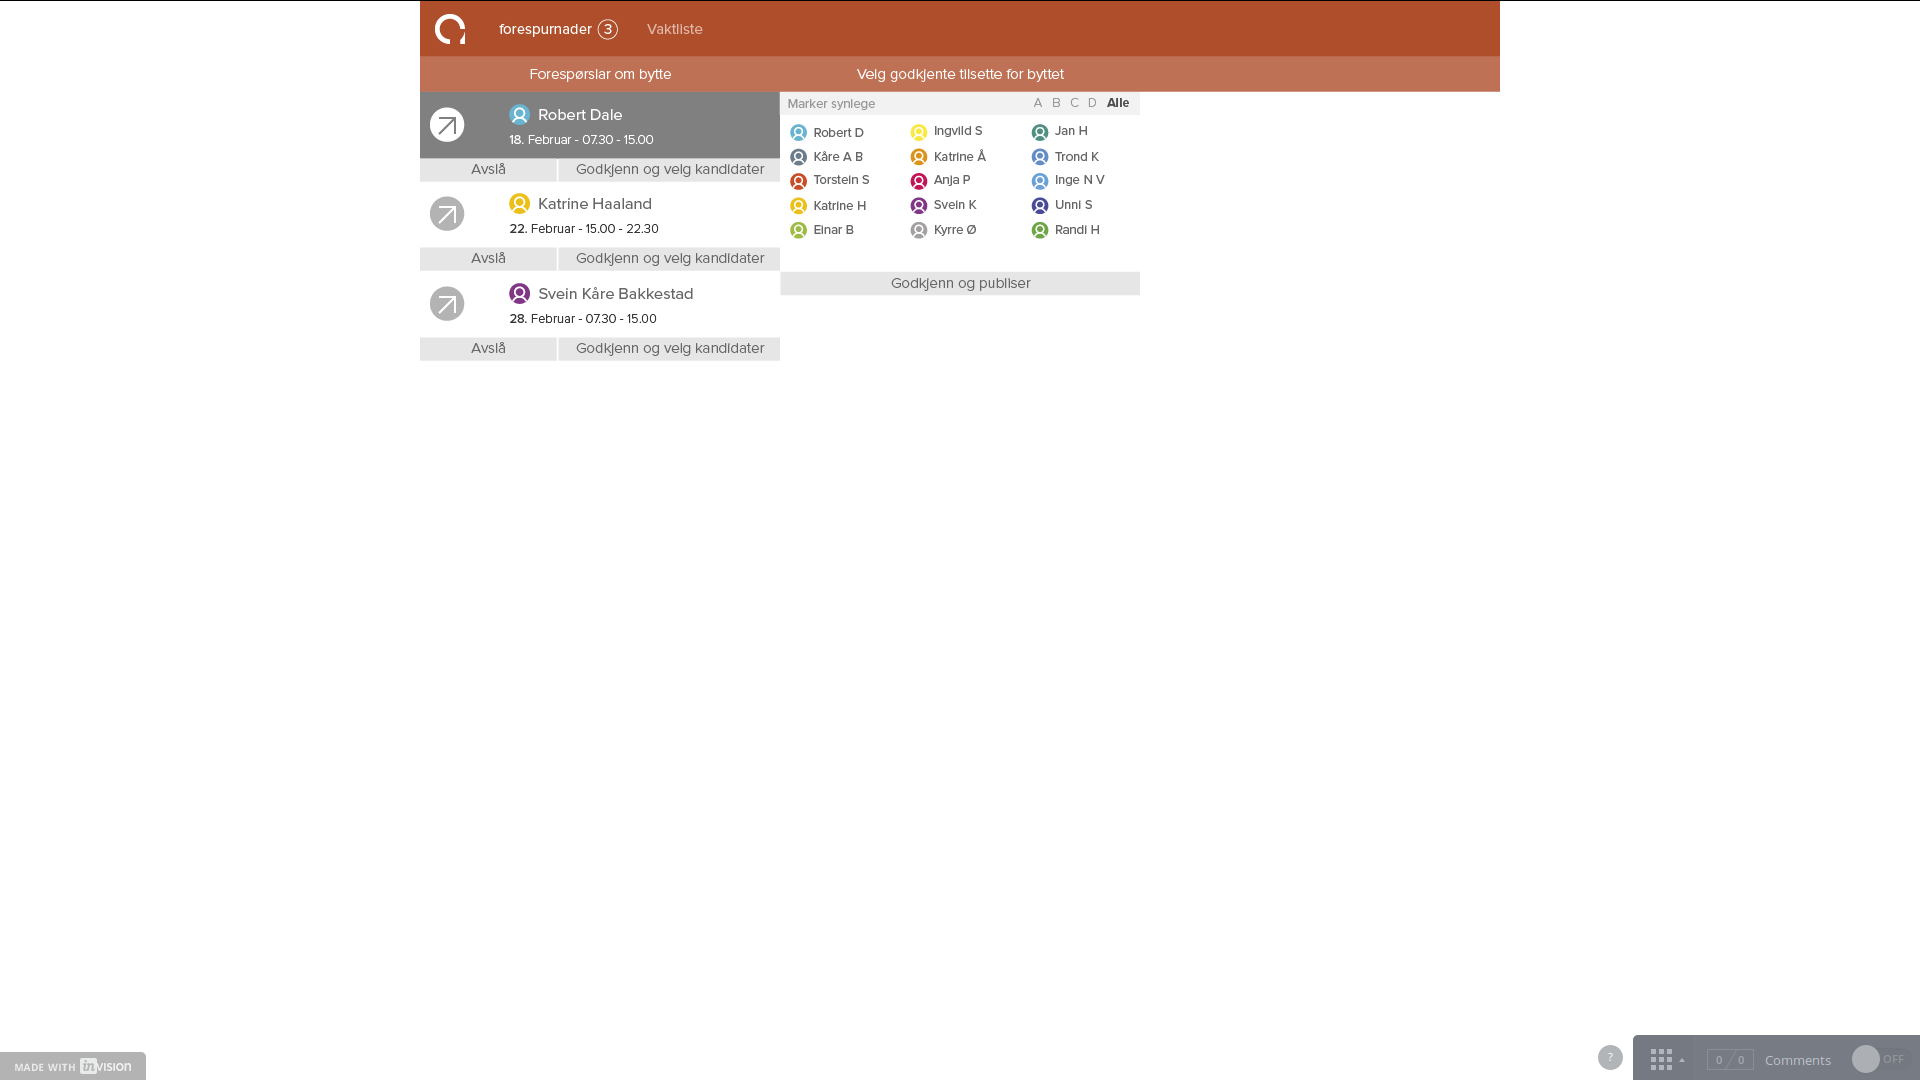 forespurnader 3 Vaktliste
Forespørslar om bytte
Velg godkjente tilsette for byttet
Robert Dale
18. Februar - 07.30 - 15.00
Avslå Godkjenn og velg kandidater
Katrine Haaland
22. Februar - 15.00 - 22.30
Avslå Godkjenn og velg kandidater
Svein Kåre Bakkestad
28. Februar - 07.30 - 15.00
Avslå Godkjenn og velg kandidater
Marker synlege A B C D Alle
Robert D Ingvild S Jan H
Kåre A B Katrine Å Trond K
Torstein S Anja P Inge N V
Katrine H Svein K Unni S
Einar B Kyrre Ø Randi H
Godkjenn og publiser
MADE WITH invision
? 0 / 0 Comments OFF